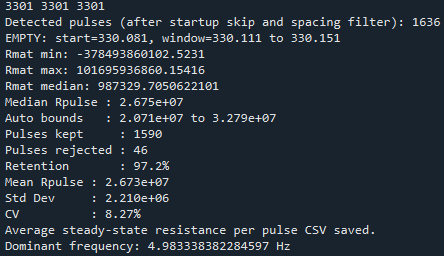 3301 3301 3301
Detected pulses (after startup skip and spacing filter): 1636
EMPTY: start=330.081, window=330.111 to 330.151
Rmat min: -378493860102.5231
Rmat max: 101695936860.15416
Rmat median: 987329.7050622101
Median Rpulse : 2.675e+07
Auto bounds   : 2.071e+07 to 3.279e+07
Pulses kept     : 1590
Pulses rejected : 46
Retention       : 97.2%
Mean Rpulse : 2.673e+07
Std Dev     : 2.210e+06
CV          : 8.27%
Average steady-state resistance per pulse CSV saved.
Dominant frequency: 4.983338382284597 Hz